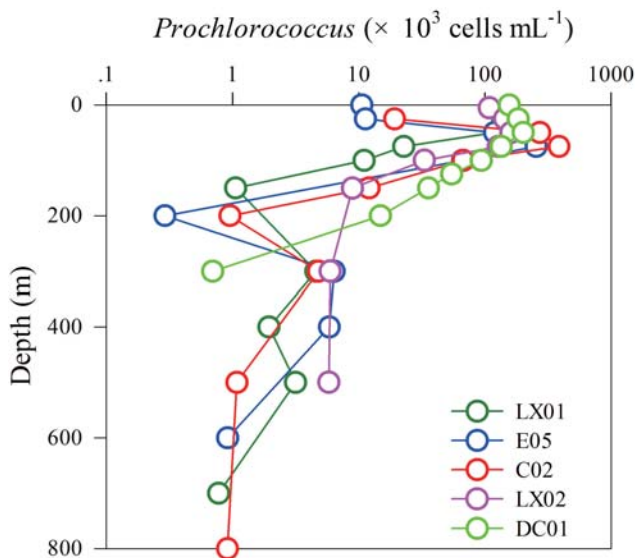 Prochlorococcus (× 10³ cells mL⁻¹)
.1 1 10 100 1000
0
200
400
600
800
Depth (m)
LX01
E05
C02
LX02
DC01